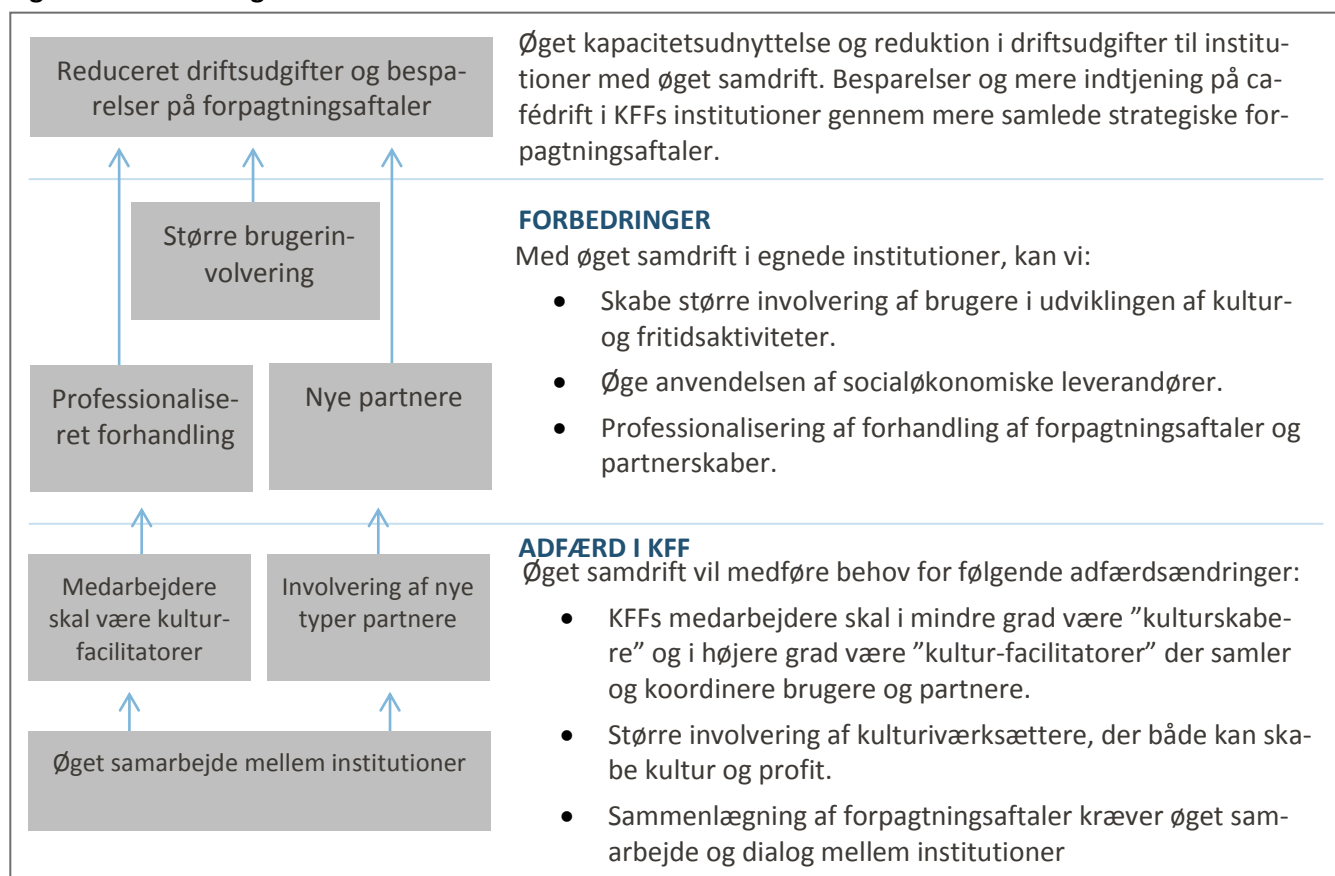 Reduceret driftsudgifter og bespa-
relser på forpagtningsaftaler
Øget kapacitetsudnyttelse og reduktion i driftsudgifter til institu-
tioner med øget samdrift. Besparelser og mere indtjening på ca-
fédrift i KFFs institutioner gennem mere samlede strategiske for-
pagtningsaftaler.
Større brugerin-
volvering
Professionalise-
ret forhandling
Nye partnere
FORBEDRINGER
Med øget samdrift i egnede institutioner, kan vi:
• Skabe større involvering af brugere i udviklingen af kultur-
og fritidsaktiviteter.
• Øge anvendelsen af socialøkonomiske leverandører.
• Professionalisering af forhandling af forpagtningsaftaler og
partnerskaber.
Medarbejdere
skal være kultur-
facilitatorer
Involvering af nye
typer partnere
Øget samarbejde mellem institutioner
ADFÆRD I KFF
Øget samdrift vil medføre behov for følgende adfærdsændringer:
• KFFs medarbejdere skal i mindre grad være ”kulturskabe-
re” og i højere grad være ”kultur-facilitatorer” der samler
og koordinere brugere og partnere.
• Større involvering af kulturiværksættere, der både kan ska-
be kultur og profit.
• Sammenlægning af forpagtningsaftaler kræver øget sam-
arbejde og dialog mellem institutioner